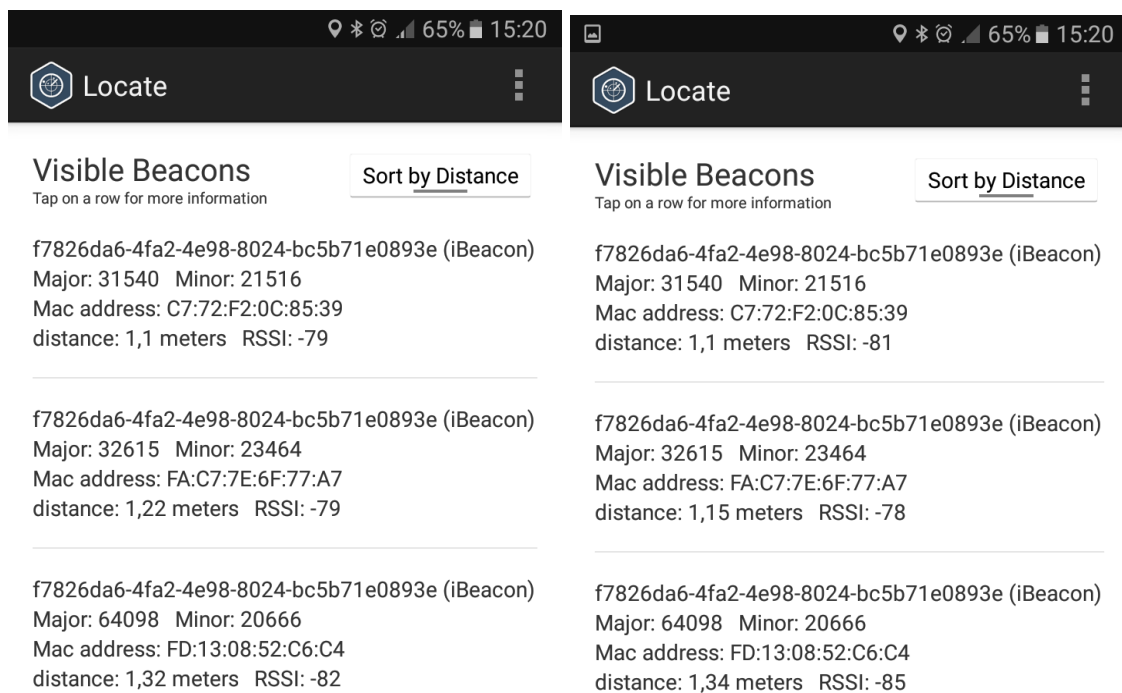 65% 15:20
Locate
Visible Beacons
Sort by Distance
Tap on a row for more information
f7826da6-4fa2-4e98-8024-bc5b71e0893e (iBeacon)
Major: 31540 Minor: 21516
Mac address: C7:72:F2:0C:85:39
distance: 1,1 meters RSSI: -79
f7826da6-4fa2-4e98-8024-bc5b71e0893e (iBeacon)
Major: 32615 Minor: 23464
Mac address: FA:C7:7E:6F:77:A7
distance: 1,22 meters RSSI: -79
f7826da6-4fa2-4e98-8024-bc5b71e0893e (iBeacon)
Major: 64098 Minor: 20666
Mac address: FD:13:08:52:C6:C4
distance: 1,32 meters RSSI: -82
65% 15:20
Locate
Visible Beacons
Sort by Distance
Tap on a row for more information
f7826da6-4fa2-4e98-8024-bc5b71e0893e (iBeacon)
Major: 31540 Minor: 21516
Mac address: C7:72:F2:0C:85:39
distance: 1,1 meters RSSI: -81
f7826da6-4fa2-4e98-8024-bc5b71e0893e (iBeacon)
Major: 32615 Minor: 23464
Mac address: FA:C7:7E:6F:77:A7
distance: 1,15 meters RSSI: -78
f7826da6-4fa2-4e98-8024-bc5b71e0893e (iBeacon)
Major: 64098 Minor: 20666
Mac address: FD:13:08:52:C6:C4
distance: 1,34 meters RSSI: -85